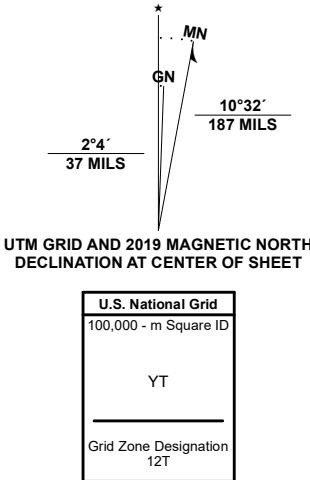 ★
MN
GN
10°32´
187 MILS
2°4´
37 MILS
UTM GRID AND 2019 MAGNETIC NORTH
DECLINATION AT CENTER OF SHEET
U.S. National Grid
100,000 - m Square ID
YT
Grid Zone Designation
12T